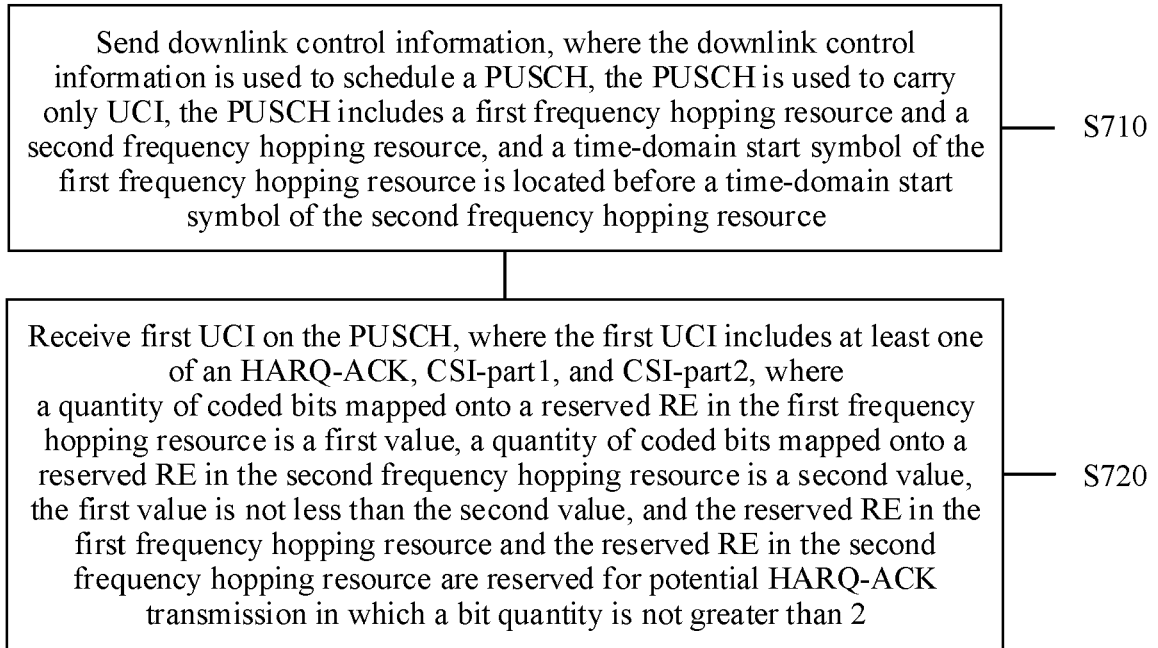 Send downlink control information, where the downlink control
information is used to schedule a PUSCH, the PUSCH is used to carry
only UCI, the PUSCH includes a first frequency hopping resource and a
second frequency hopping resource, and a time-domain start symbol of the
first frequency hopping resource is located before a time-domain start
symbol of the second frequency hopping resource
S710
Receive first UCI on the PUSCH, where the first UCI includes at least one
of an HARQ-ACK, CSI-part1, and CSI-part2, where
a quantity of coded bits mapped onto a reserved RE in the first frequency
hopping resource is a first value, a quantity of coded bits mapped onto a
reserved RE in the second frequency hopping resource is a second value,
the first value is not less than the second value, and the reserved RE in the
first frequency hopping resource and the reserved RE in the second
frequency hopping resource are reserved for potential HARQ-ACK
transmission in which a bit quantity is not greater than 2
S720